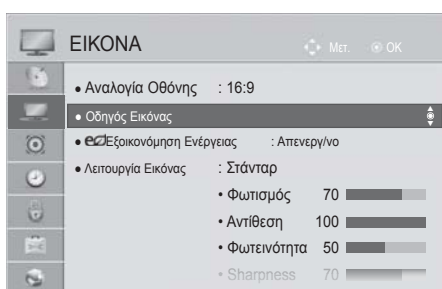 ΕΙΚΟΝΑ Μετ. OK
• Αναλογία Οθόνης : 16:9
• Οδηγός Εικόνας
• Εξοικονόμηση Ενέργειας : Απενεργ/νο
• Λειτουργία Εικόνας : Στάνταρ
• Φωτισμός 70
• Αντίθεση 100
• Φωτεινότητα 50
• Sharpness 70